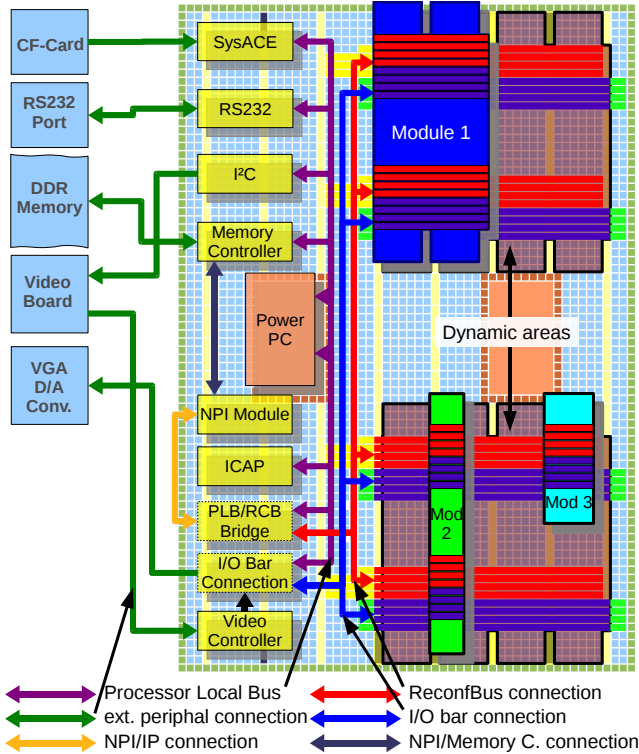 CF-Card
SysACE
RS232
Port
RS232
Module 1
DDR
Memory
I²C
Memory
Controller
Video
Board
Power
PC
Dynamic areas
VGA
D/A
Conv.
NPI Module
ICAP
PLB/RCB
Bridge
Mod
2
Mod 3
I/O Bar
Connection
Video
Controller
Processor Local Bus
ReconfBus connection
ext. periphal connection
I/O bar connection
NPI/IP connection
NPI/Memory C. connection